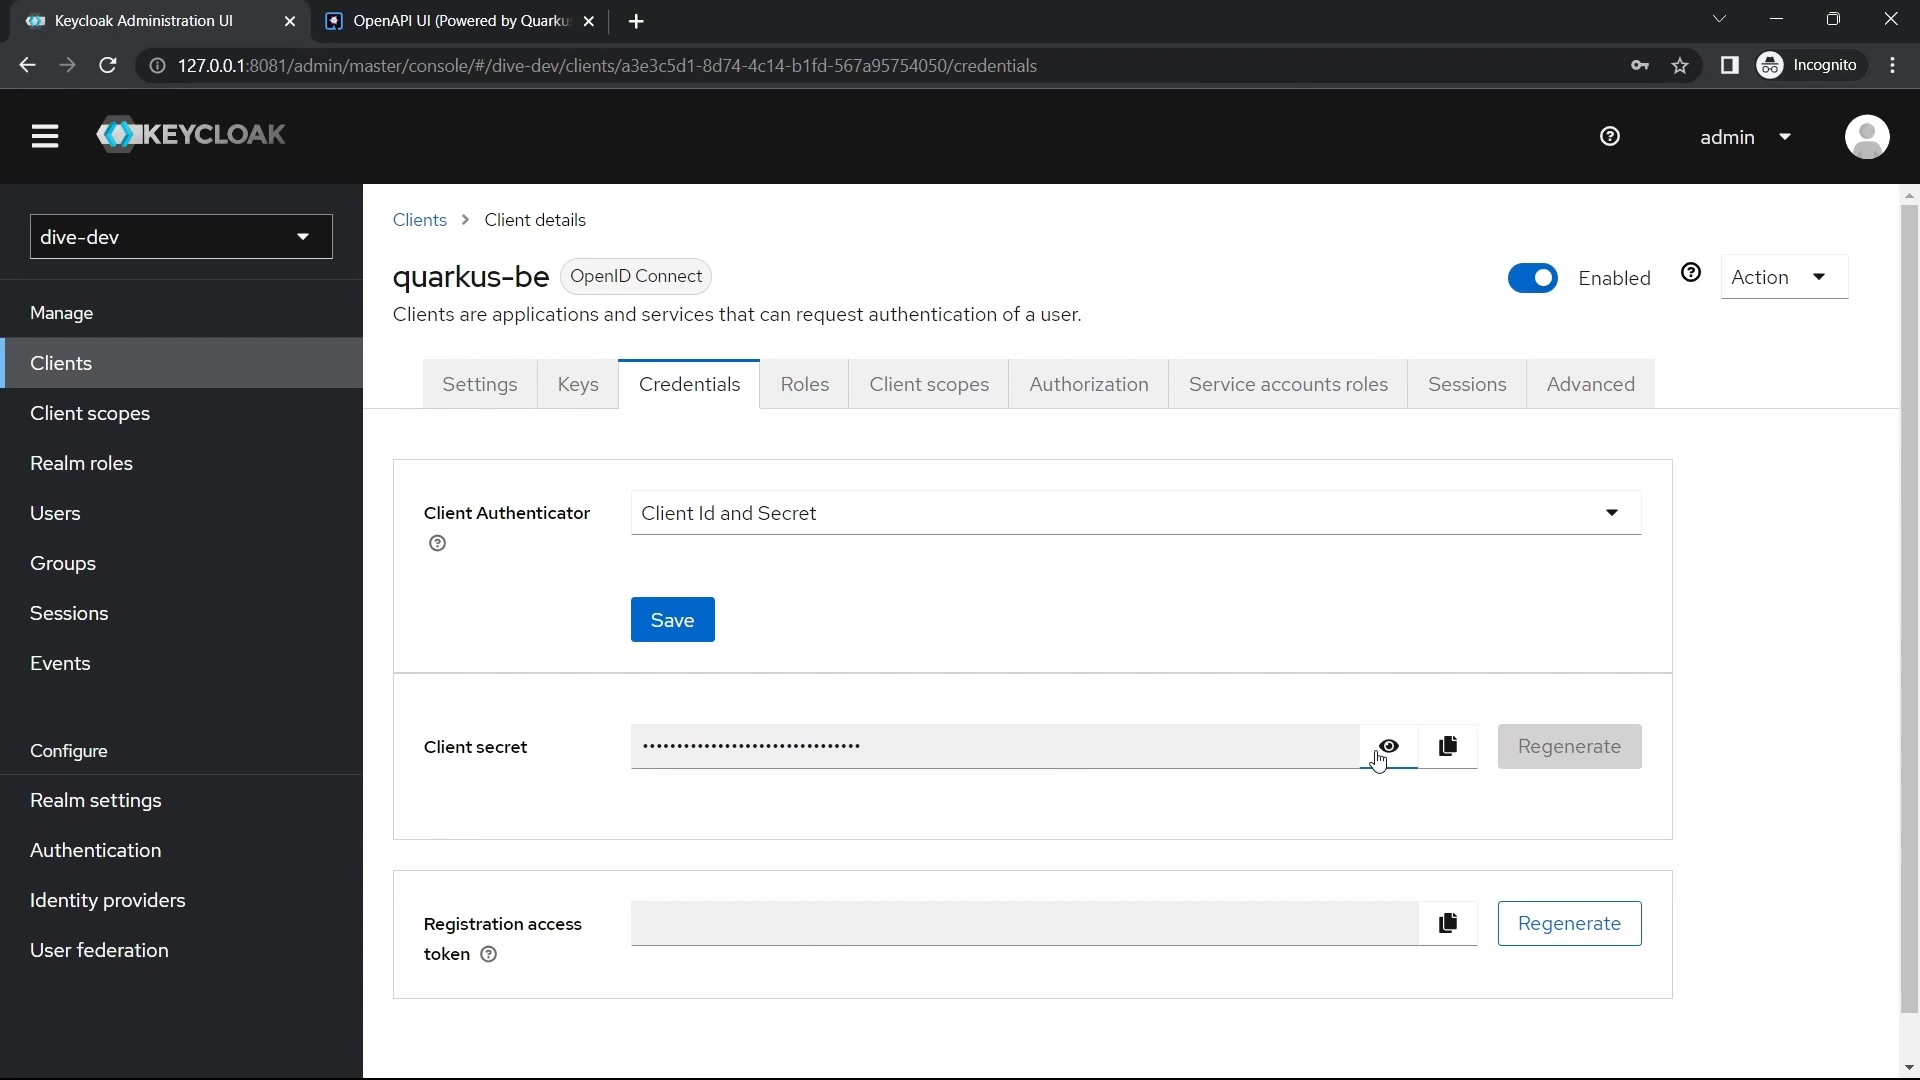 Keycloak Administration UI
OpenAPI UI (Powered by Quarku
127.0.0.1:8081/admin/master/console/#/dive-dev/clients/a3e3c5d1-8d74-4c14-b1fd-567a95754050/credentials
Incognito
KEYCLOAK
admin
dive-dev
Manage
Clients
Client scopes
Realm roles
Users
Groups
Sessions
Events
Configure
Realm settings
Authentication
Identity providers
User federation
Clients > Client details
quarkus-be OpenID Connect
Enabled
Action
Clients are applications and services that can request authentication of a user.
Settings Keys Credentials Roles Client scopes Authorization Service accounts roles Sessions Advanced
Client Authenticator
Client Id and Secret
Save
Client secret
Regenerate
Registration access
token
Regenerate